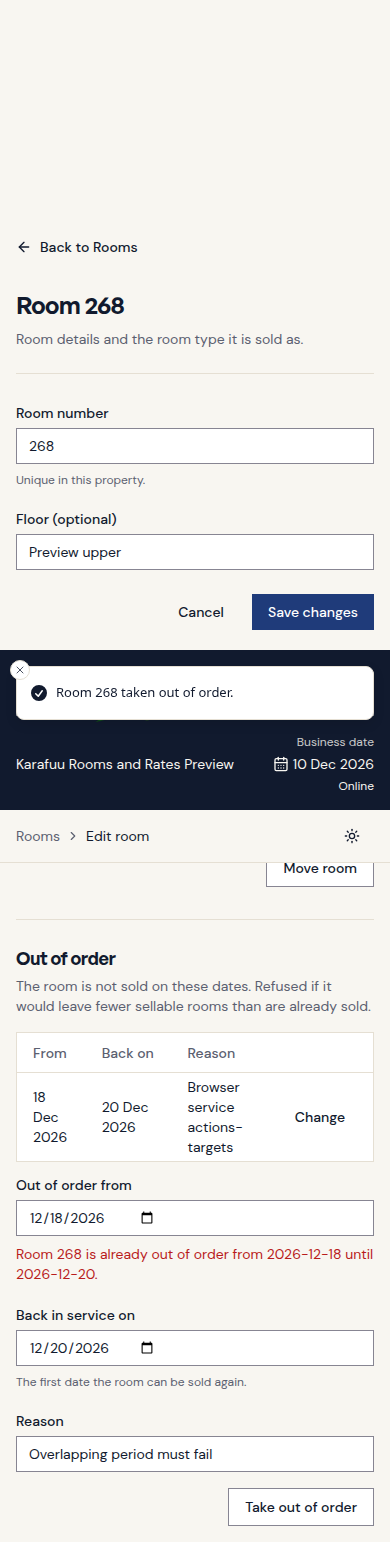 Back to Rooms
Room 268
Room details and the room type it is sold as.
Room number
268
Unique in this property.
Floor (optional)
Preview upper
Cancel
Save changes
Room 268 taken out of order.
Business date
Karafuu Rooms and Rates Preview
10 Dec 2026
Online
Rooms > Edit room
Move room
Out of order
The room is not sold on these dates. Refused if it
would leave fewer sellable rooms than are already sold.
From Back on Reason
18
Dec
2026
20 Dec
2026
Browser
service
actions-
targets
Change
Out of order from
12/18/2026
Room 268 is already out of order from 2026-12-18 until
2026-12-20.
Back in service on
12/20/2026
The first date the room can be sold again.
Reason
Overlapping period must fail
Take out of order